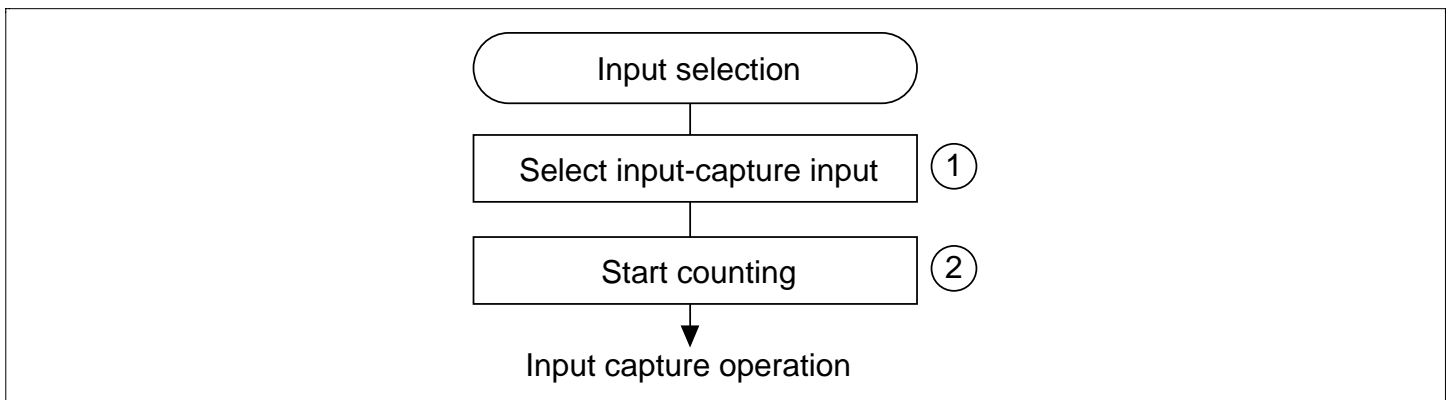 Input selection
Select input-capture input 1
Start counting 2
Input capture operation